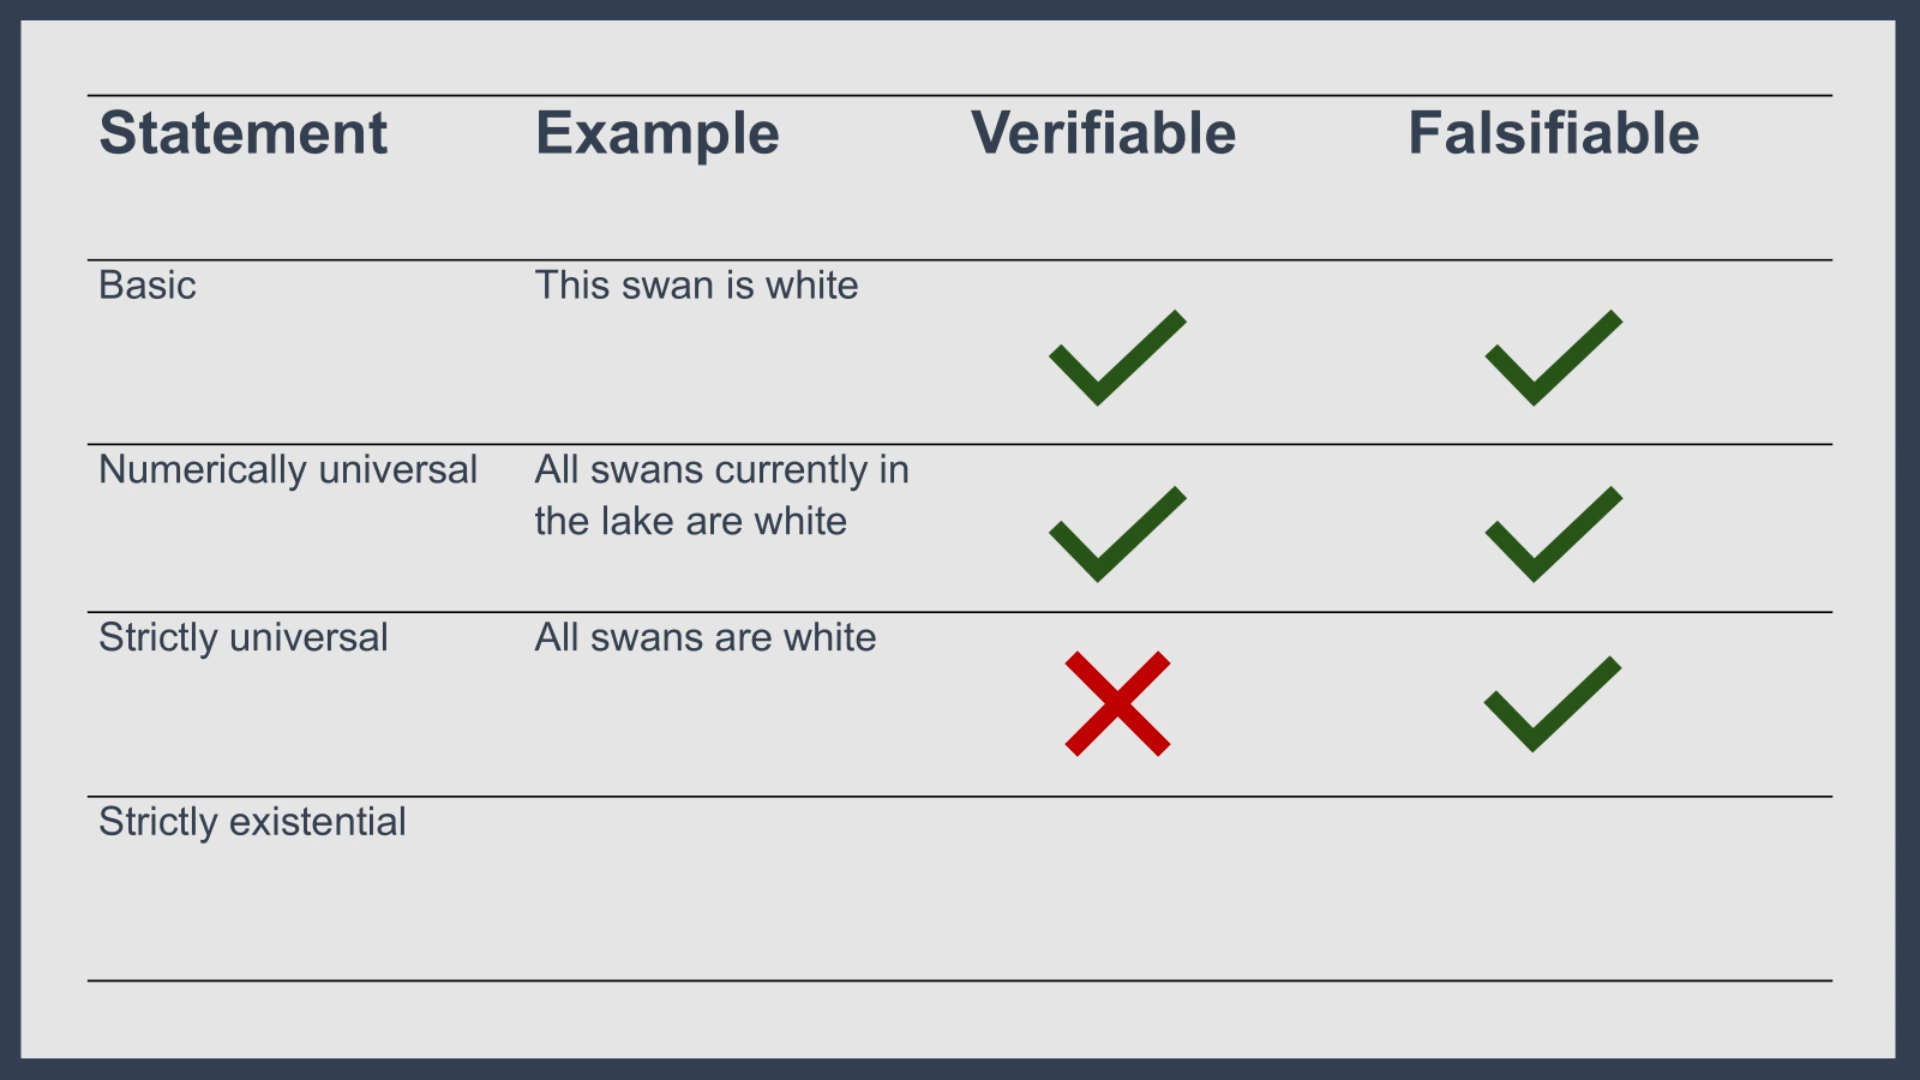 Statement Example Verifiable Falsifiable
Basic This swan is white
Numerically universal All swans currently in
the lake are white
Strictly universal All swans are white
Strictly existential